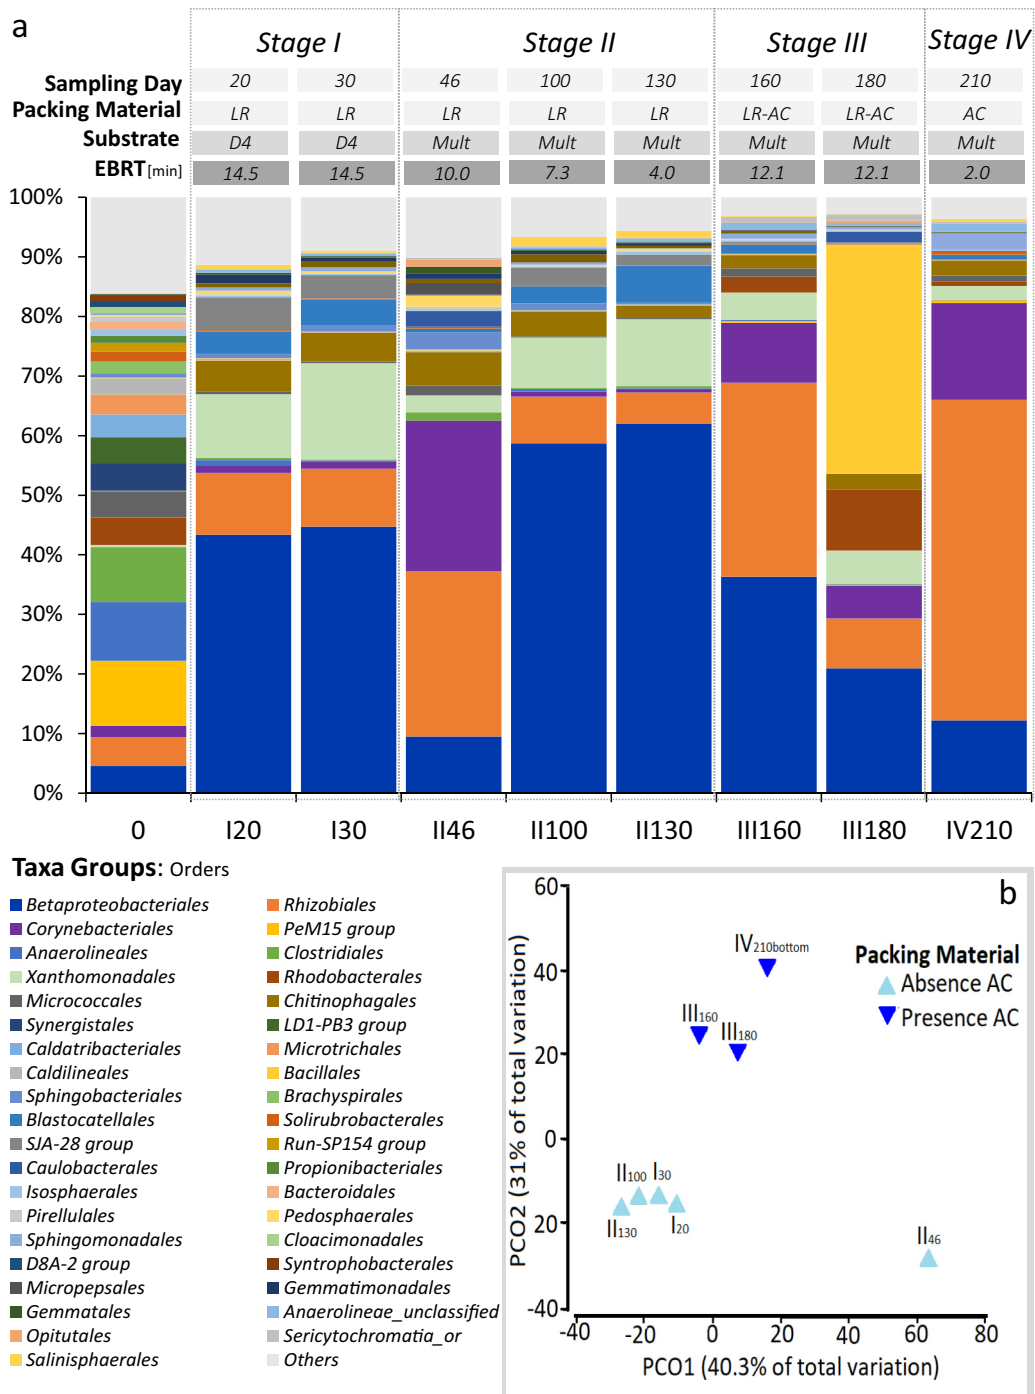 a
Stage I Stage II Stage III Stage IV
Sampling Day 20 30 46 100 130 160 180 210
Packing Material LR LR LR LR LR LR-AC LR-AC AC
Substrate D4 D4 Mult Mult Mult Mult Mult Mult
EBRT[min] 14.5 14.5 10.0 7.3 4.0 12.1 12.1 2.0
100%
90%
80%
70%
60%
50%
40%
30%
20%
10%
0%
0 I20 I30 II46 II100 II130 III160 III180 IV210
Taxa Groups: Orders
Betaproteobacteriales Rhizobiales
Corynebacteriales PeM15 group
Anaerolineales Clostridiales
Xanthomonadales Rhodobacterales
Micrococcales Chitinophagales
Synergistales LD1-PB3 group
Caldatribacteriales Microtrichales
Caldilineales Bacillales
Sphingobacteriales Brachyspirales
Blastocatellales Solirubrobacterales
SJA-28 group Run-SP154 group
Caulobacterales Propionibacteriales
Isosphaerales Bacteroidales
Pirellulales Pedosphaerales
Sphingomonadales Cloacimonadales
D8A-2 group Syntrophobacterales
Micropepsales Gemmatimonadales
Gemmatales Anaerolineae_unclassified
Opitutales Sericytochromatia_or
Salinisphaerales Others
b
PCO2 (31% of total variation)
60
40
20
0
20
-40
IV210bottom
III160
III180
II100 I30
II130 I20
II46
Packing Material
Absence AC
Presence AC
-40 -20 0 20 40 60 80
PCO1 (40.3% of total variation)